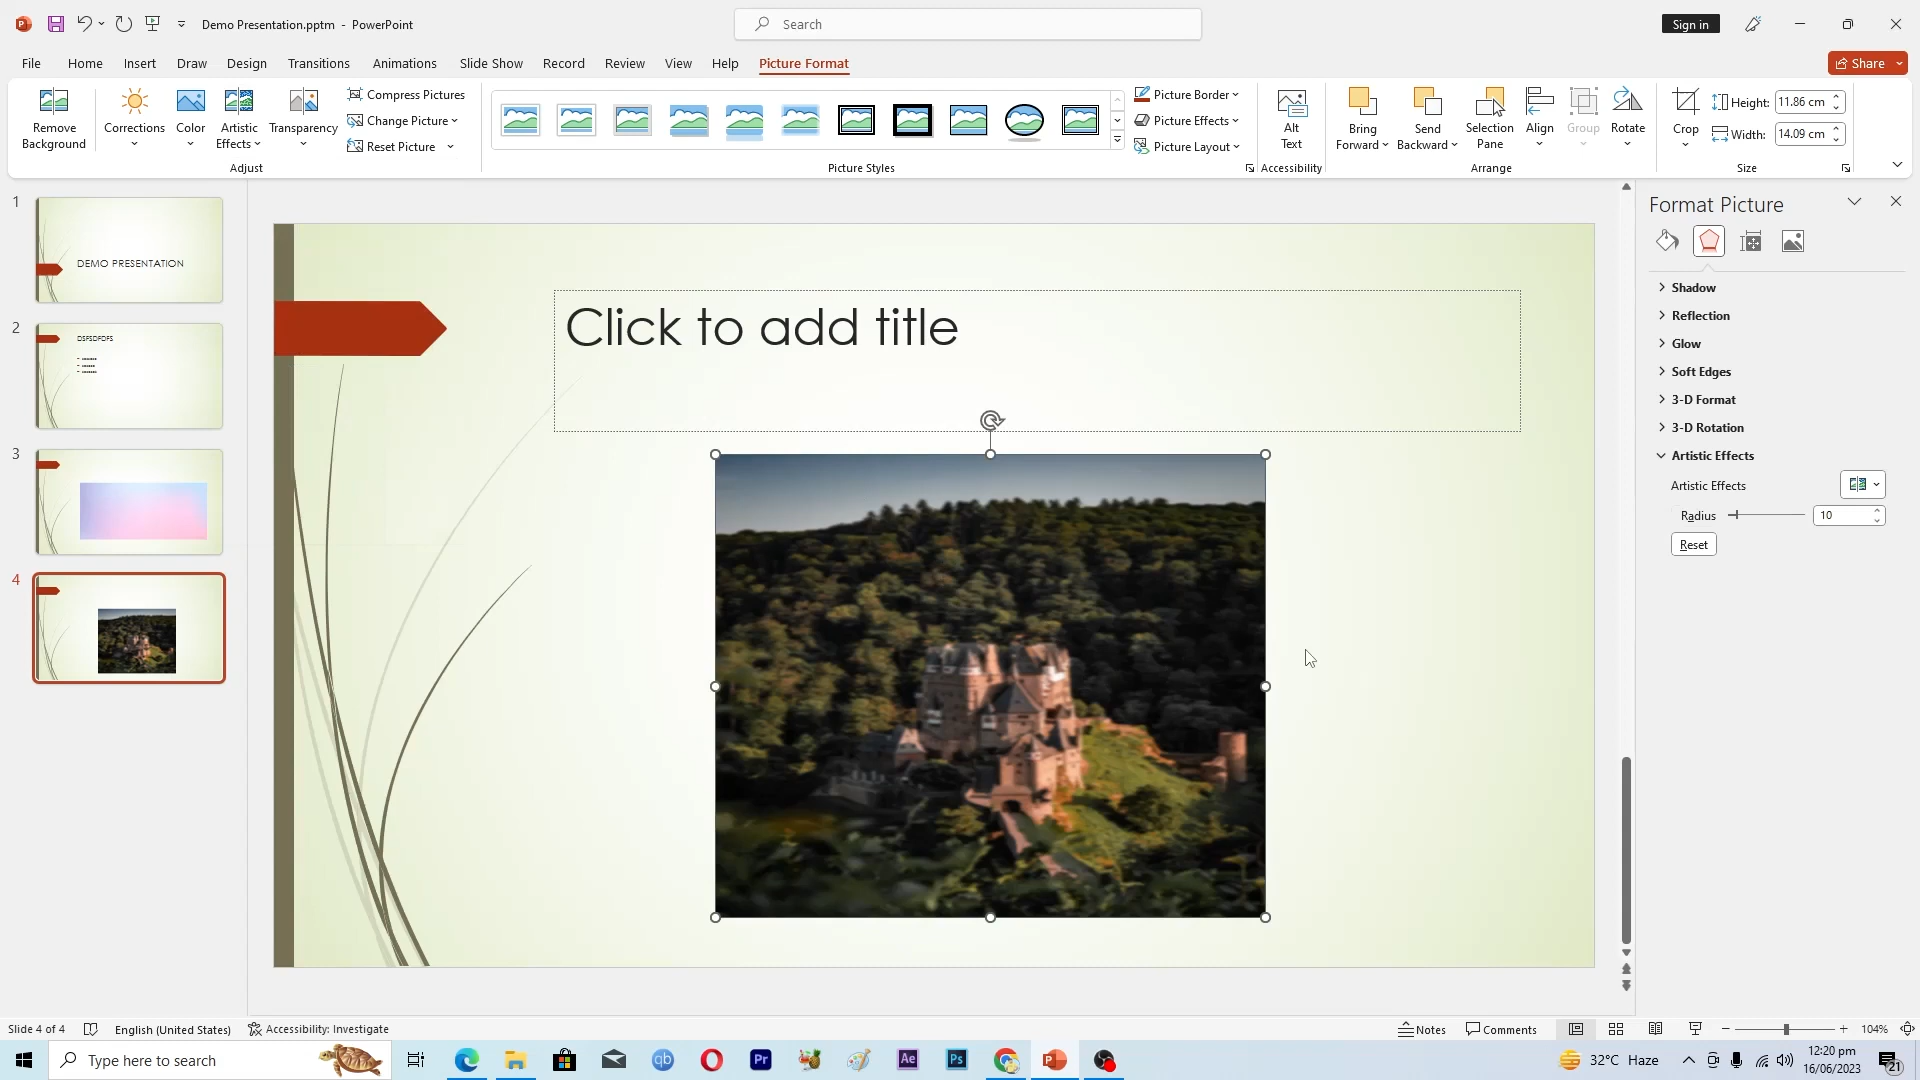 Demo Presentation.pptm - PowerPoint
Search
Sign in
File Home Insert Draw Design Transitions Animations Slide Show Record Review View Help Picture Format
Share
Remove Background
Corrections
Color
Artistic Effects
Transparency
Compress Pictures
Change Picture
Reset Picture
Adjust
Picture Styles
Picture Border
Picture Effects
Picture Layout
Alt Text
Accessibility
Bring Forward
Send Backward
Selection Pane
Align
Group
Rotate
Arrange
Crop
Height: 11.86 cm
Width: 14.09 cm
Size
1
DEMO PRESENTATION
2
DSFSDFDFS
3
4
Click to add title
Format Picture
Shadow
Reflection
Glow
Soft Edges
3-D Format
3-D Rotation
Artistic Effects
Artistic Effects
Radius 10
Reset
Slide 4 of 4 English (United States) Accessibility: Investigate Notes Comments 104%
Type here to search
qb
Pr
Ae
Ps
32°C Haze
12:20 pm
16/06/2023
21